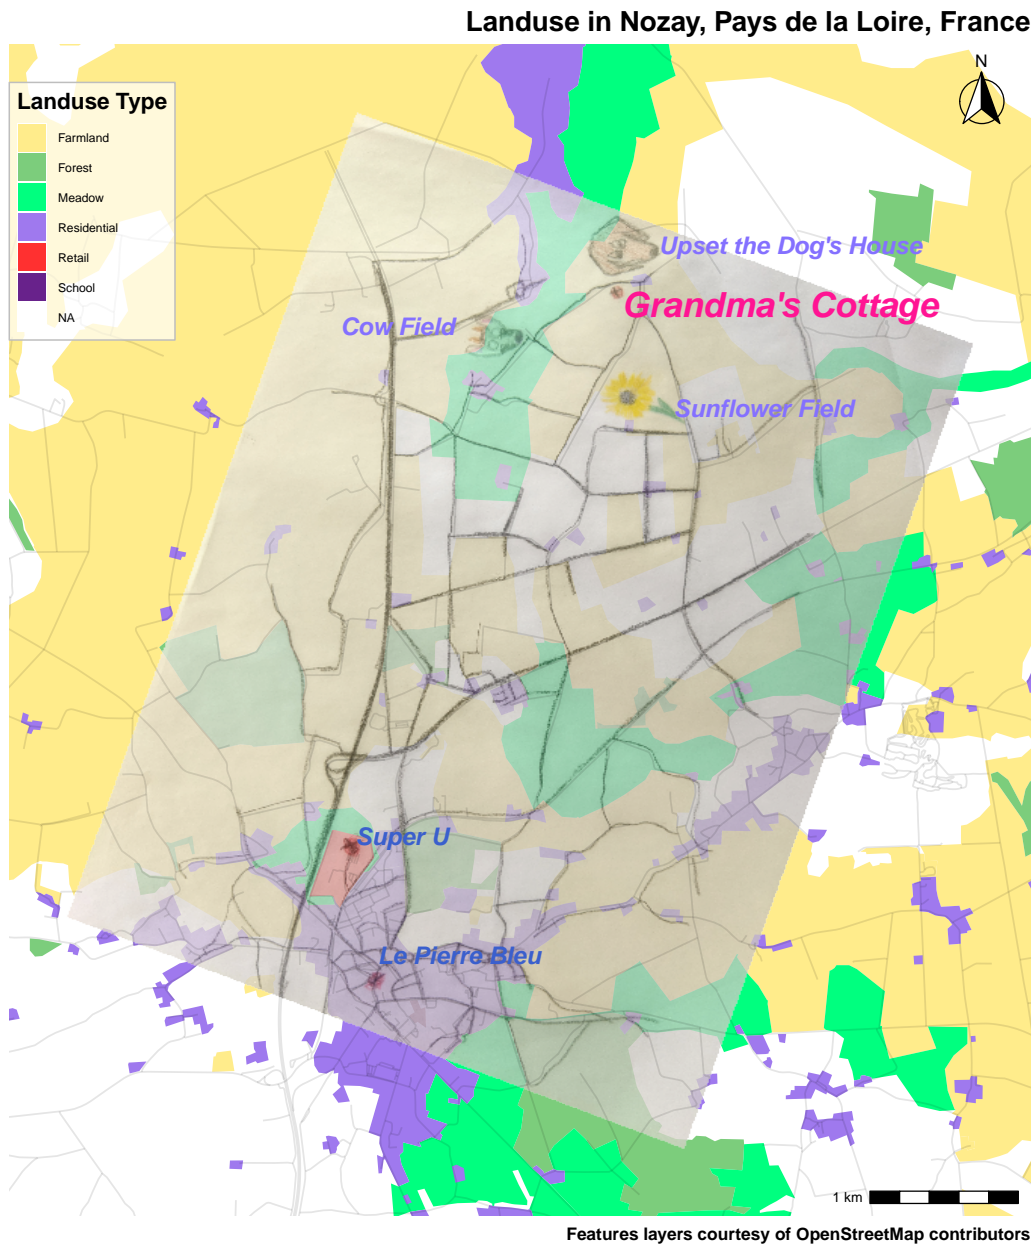 Landuse in Nozay, Pays de la Loire, France
N
Landuse Type
Farmland
Forest
Meadow
Residential
Retail
School
NA
Upset the Dog's House
Grandma's Cottage
Cow Field
Sunflower Field
Super U
Le Pierre Bleu
1 km
Features layers courtesy of OpenStreetMap contributors